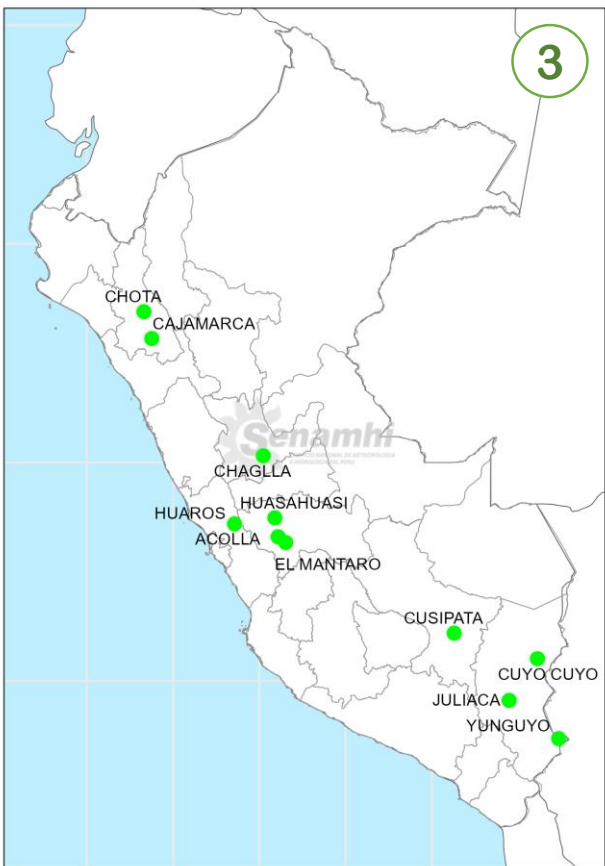 3
CHOTA
CAJAMARCA
Senamhi
CHAGLLA
HUASAHUASI
HUAROS
ACOLLA
EL MANTARO
CUSIPATA
CUYO CUYO
JULIACA
YUNGUYO